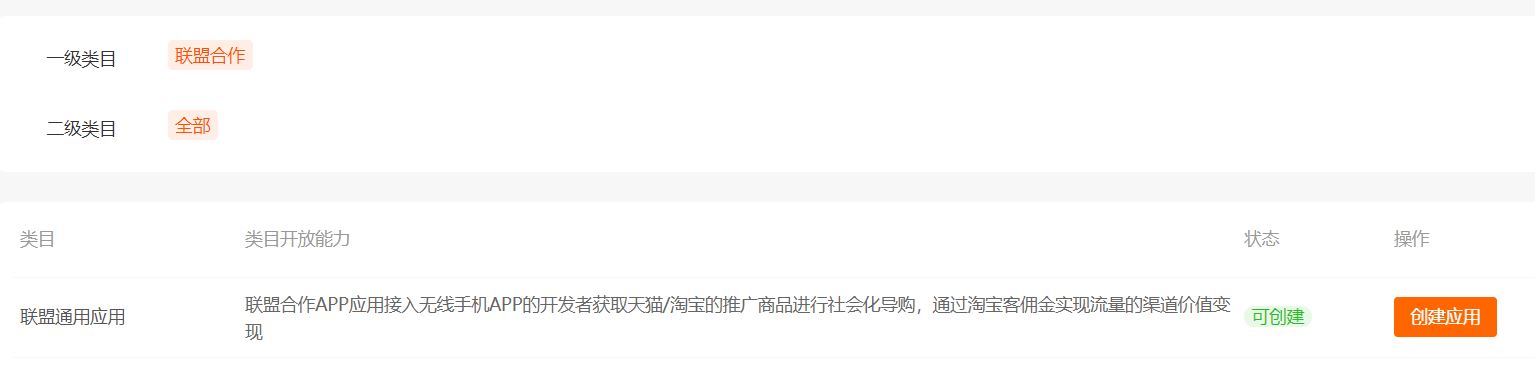 一级类目 联盟合作
二级类目 全部
类目 类目开放能力 状态 操作
联盟通用应用 联盟合作APP应用接入无线手机APP的开发者获取天猫/淘宝的推广商品进行社会化导购，通过淘宝客佣金实现流量的渠道价值变 可创建 创建应用
现